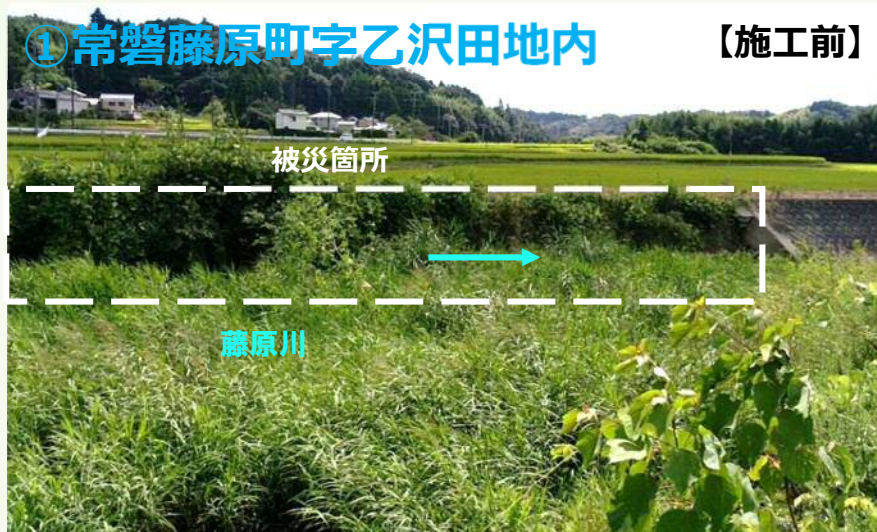 ①常磐藤原町字乙沢田地内
【施工前】
被災箇所
藤原川